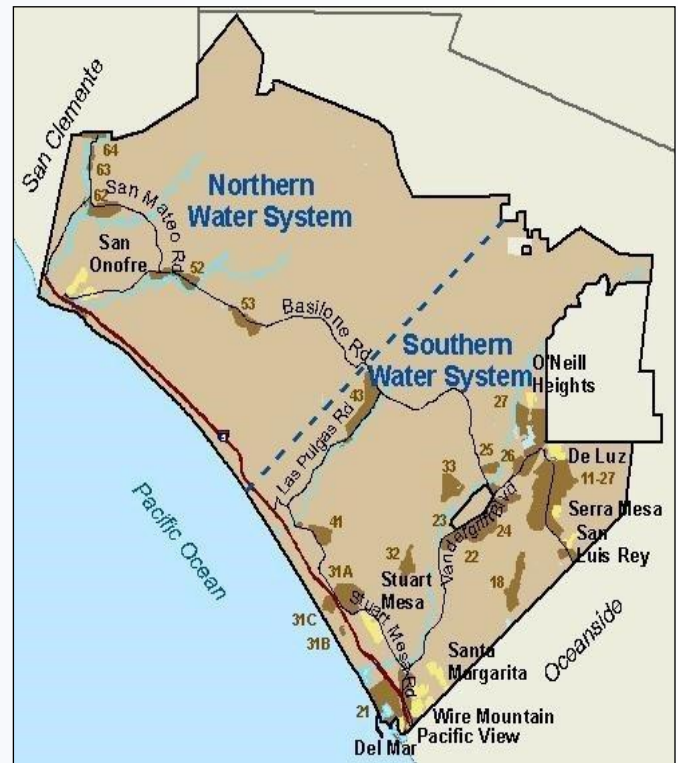 San Clemente
64
63
62
San Mateo Rd
Northern
Water System
San
Onofre
52
53
Basilone Rd
Southern
Water System
O'Neill
Heights
43
27
Las Pulgas Rd
De Luz
25
26
11-27
33
Serra Mesa
23
Vandergrift Blvd
24
San
Luis Rey
41
22
32
18
31A
Stuart
Mesa
31C
31B
Stuart Mesa Rd
Pacific Ocean
Oceanside
Santa
Margarita
21
Wire Mountain
Pacific View
Del Mar